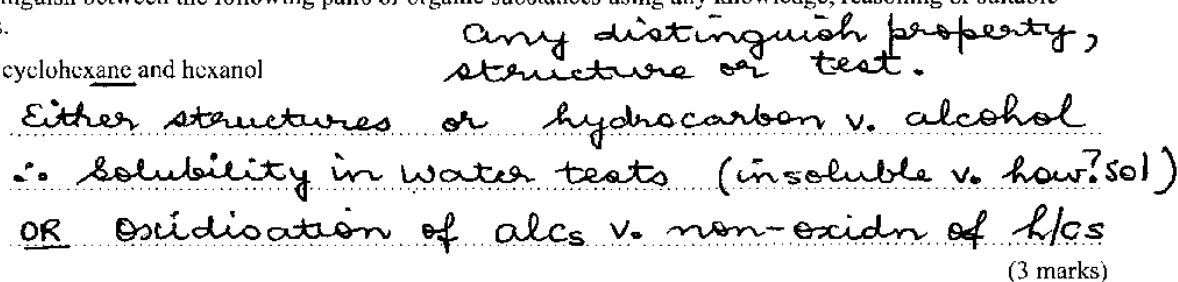 tinguish between the following pairs of organic substances using any knowledge, reasoning or suitable
s.
any distinguish property,
structure or test.
cyclohexane and hexanol
Either structures or hydrocarbon v. alcohol
∴ Solubility in water tests (insoluble v. how? sol)
OR Oxidisation of alcs v. non-oxidn of h/cs
(3 marks)